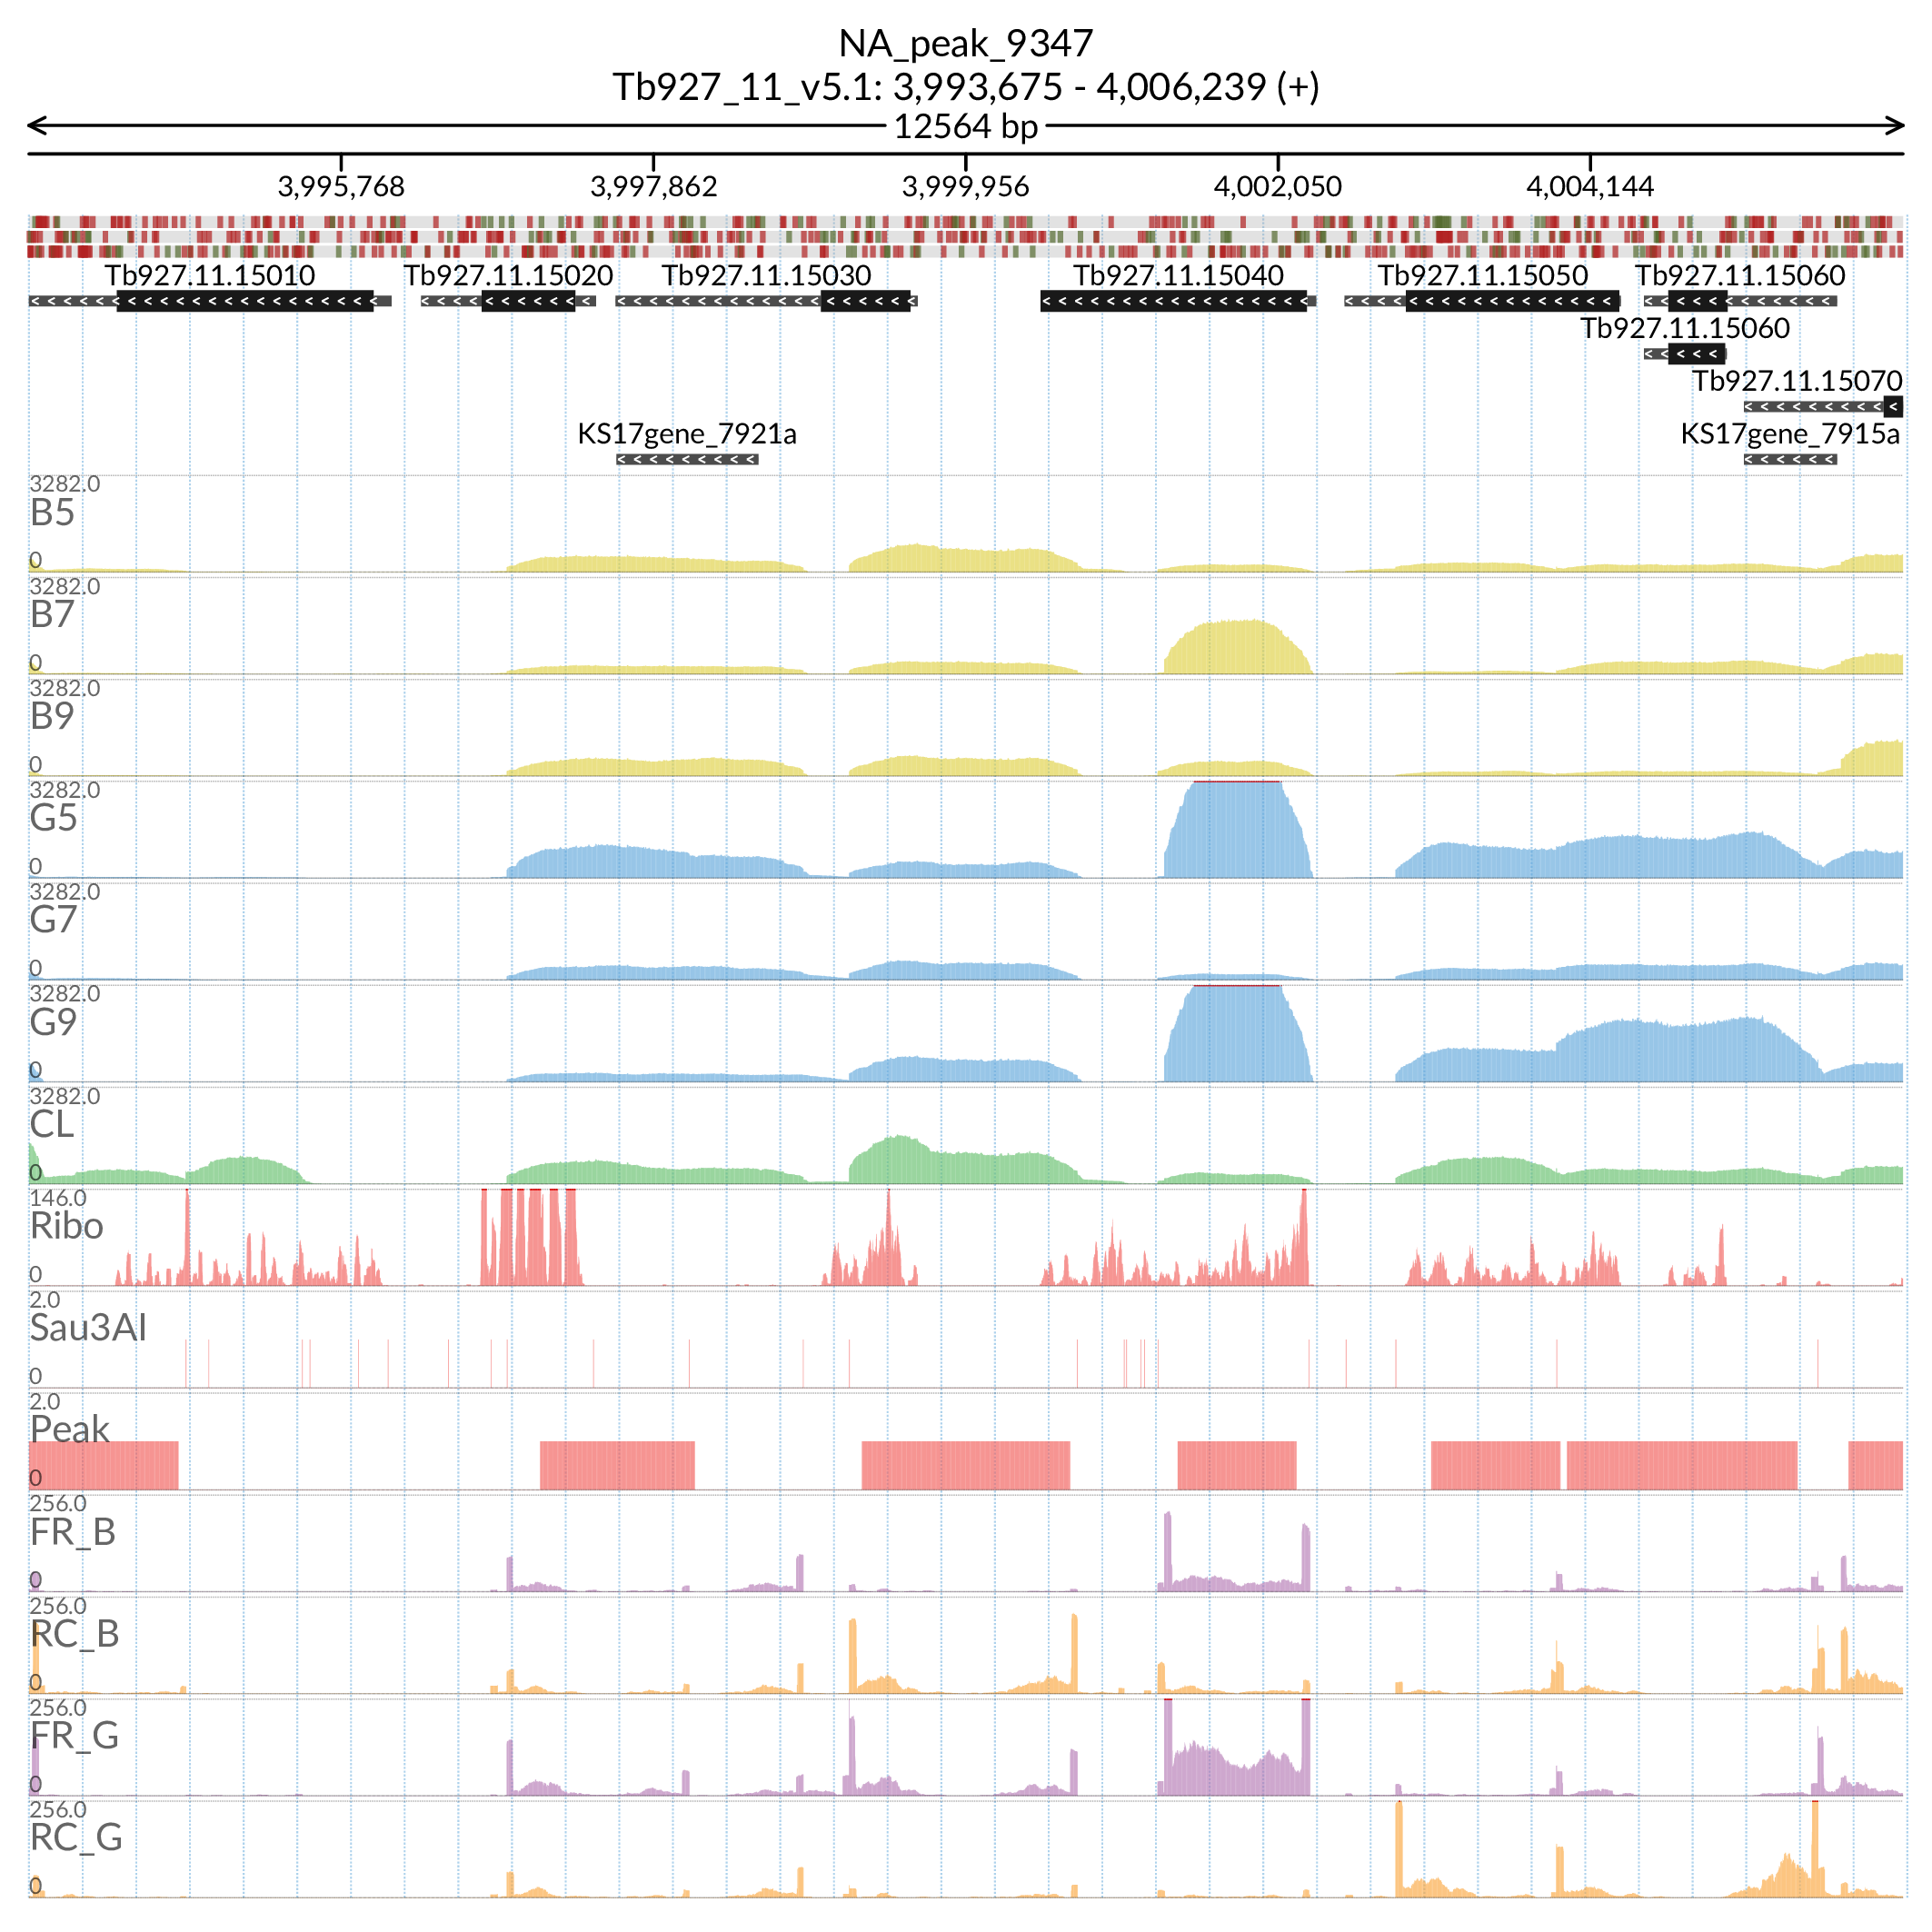 NA_peak_9347
Tb927_11_v5.1: 3,993,675 - 4,006,239 (+)
12564 bp
3,995,768 3,997,862 3,999,956 4,002,050 4,004,144
Tb927.11.15010 Tb927.11.15020 Tb927.11.15030 Tb927.11.15040 Tb927.11.15050 Tb927.11.15060
Tb927.11.15060
Tb927.11.15070
KS17gene_7921a KS17gene_7915a
3282.0
B5
0
3282.0
B7
0
3282.0
B9
0
3282.0
G5
0
3282.0
G7
0
3282.0
G9
0
3282.0
CL
0
146.0
Ribo
0
2.0
Sau3AI
0
2.0
Peak
0
256.0
FR_B
0
256.0
RC_B
0
256.0
FR_G
0
256.0
RC_G
0